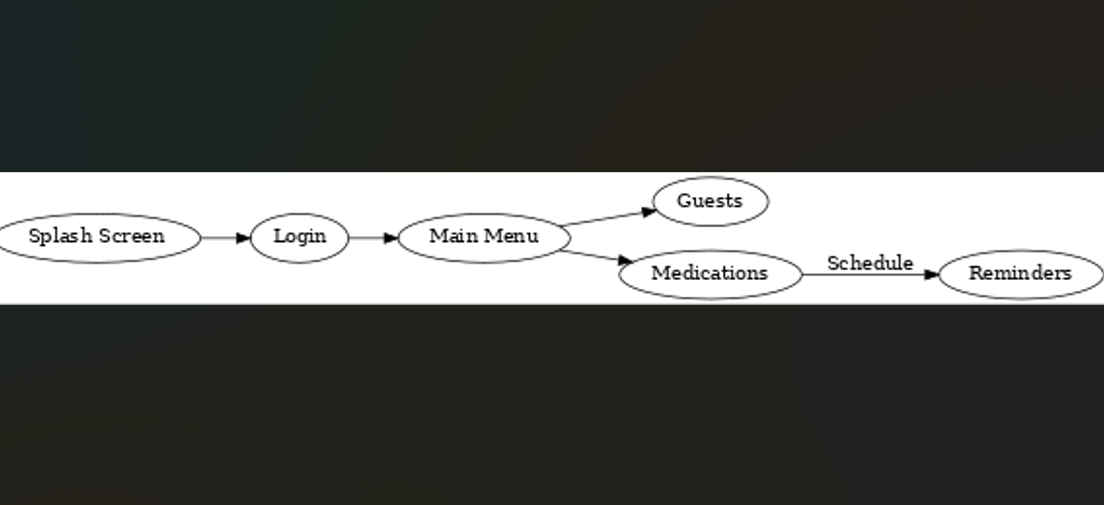 Splash Screen
Login
Main Menu
Guests
Medications
Schedule
Reminders